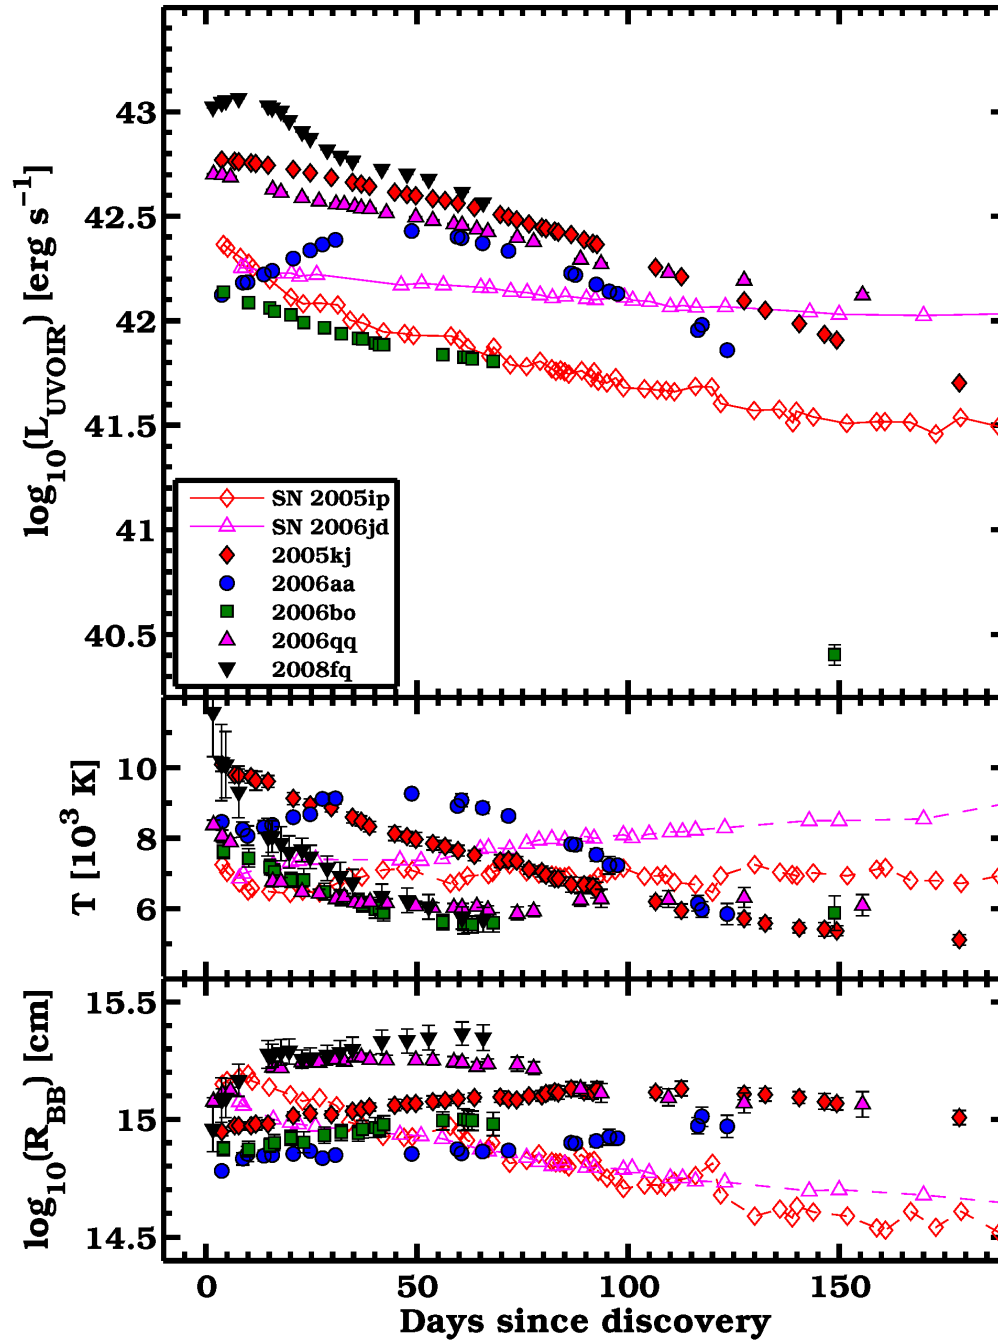 43
42.5
42
41.5
41
40.5
log10(LUVOIR) [erg s−1]
SN 2005ip
SN 2006jd
2005kj
2006aa
2006bo
2006qq
2008fq
10
8
6
T [10³ K]
15.5
15
14.5
log10(RBB) [cm]
0 50 100 150
Days since discovery